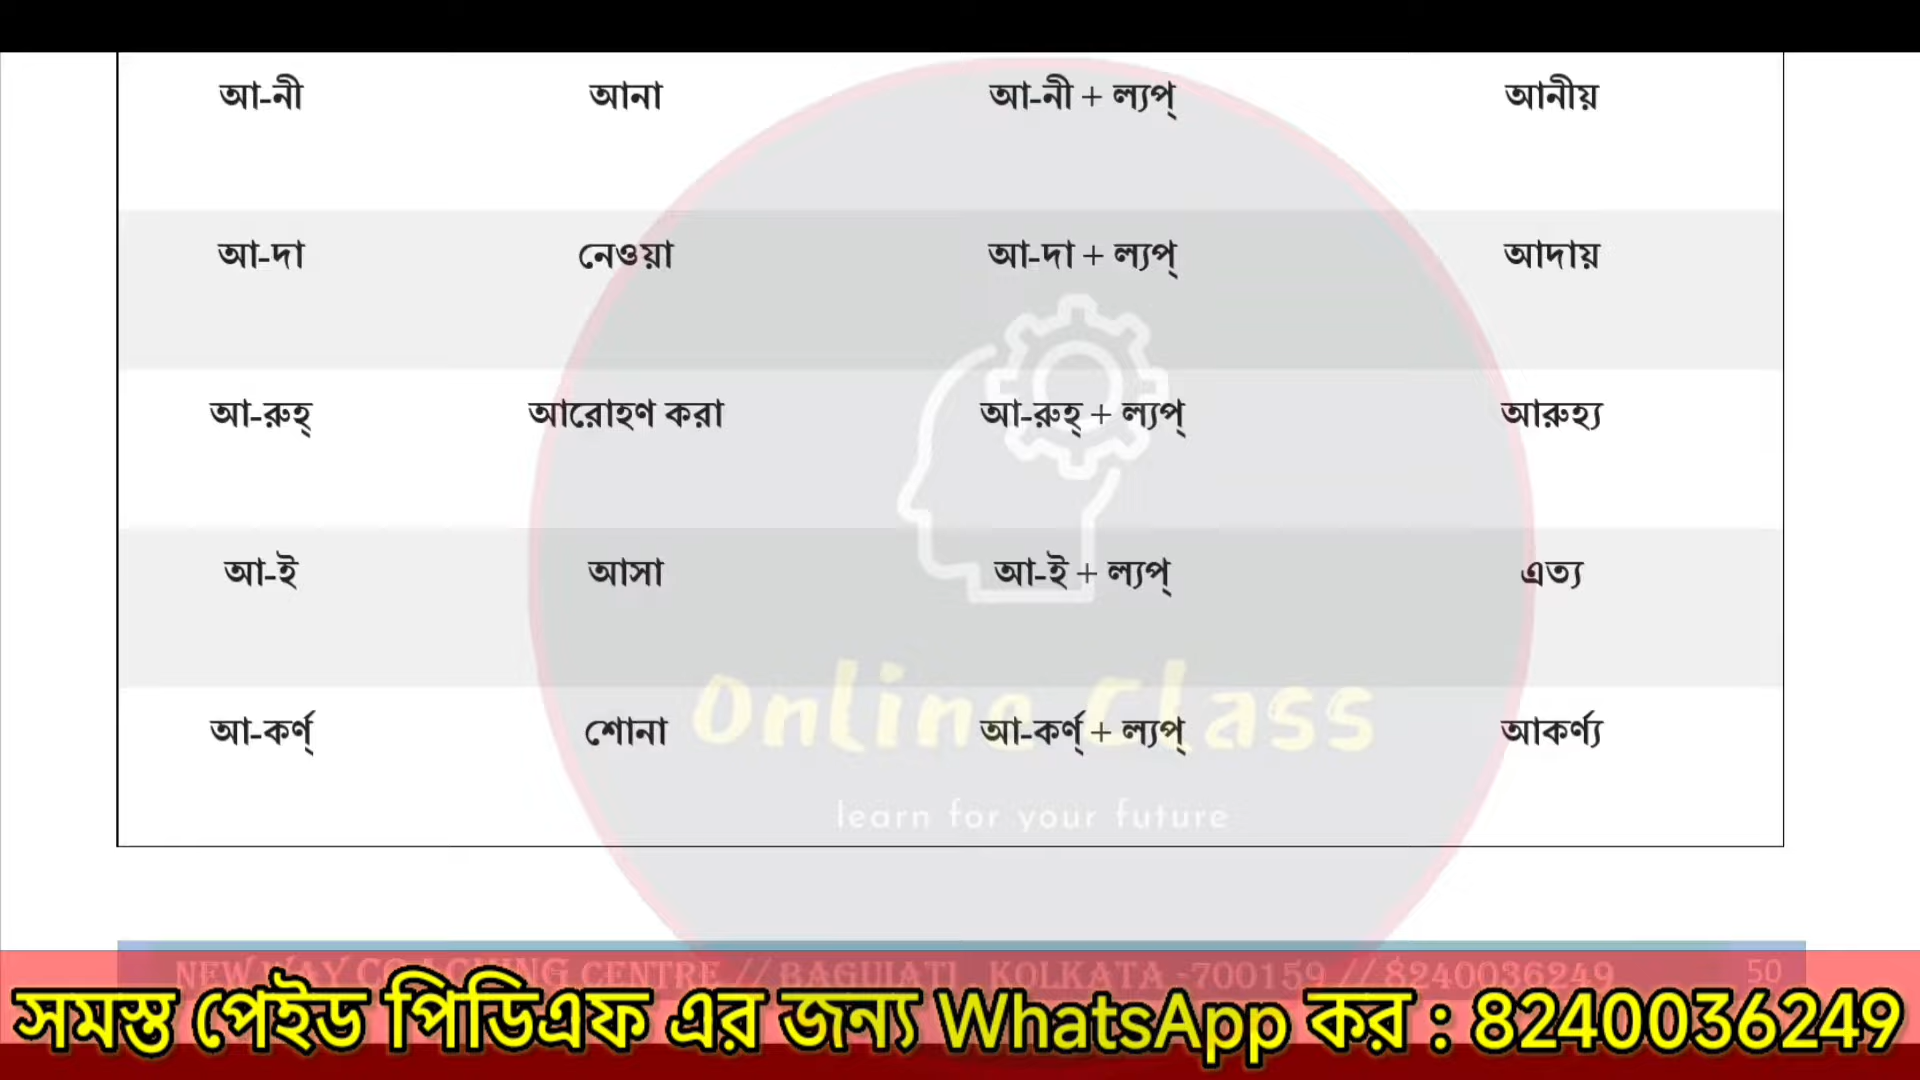 আ-নী আনা আ-নী + ল্যপ্ আনীয়
আ-দা নেওয়া আ-দা + ল্যপ্ আদায়
আ-রুহ্ আরোহণ করা আ-রুহ্ + ল্যপ্ আরুহ্য
আ-ই আসা আ-ই + ল্যপ্ এত্য
আ-কর্ণ্ শোনা আ-কর্ণ্ + ল্যপ্ আকর্ণ্য
Online Class
learn for your future
NEW WAY COACHING CENTRE // BAGUIATI, KOLKATA -700159 // 8240036249 50
সমস্ত পেইড পিডিএফ এর জন্য WhatsApp কর : 8240036249